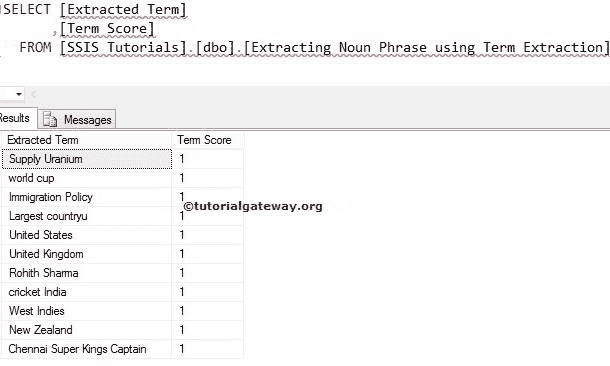 SELECT [Extracted Term]
,[Term Score]
FROM [SSIS Tutorials].[dbo].[Extracting Noun Phrase using Term Extraction]
Results Messages
Extracted Term Term Score
Supply Uranium 1
world cup 1
Immigration Policy 1
©tutorialgateway.org
Largest countryu 1
United States 1
United Kingdom 1
Rohith Sharma 1
cricket India 1
West Indies 1
New Zealand 1
Chennai Super Kings Captain 1